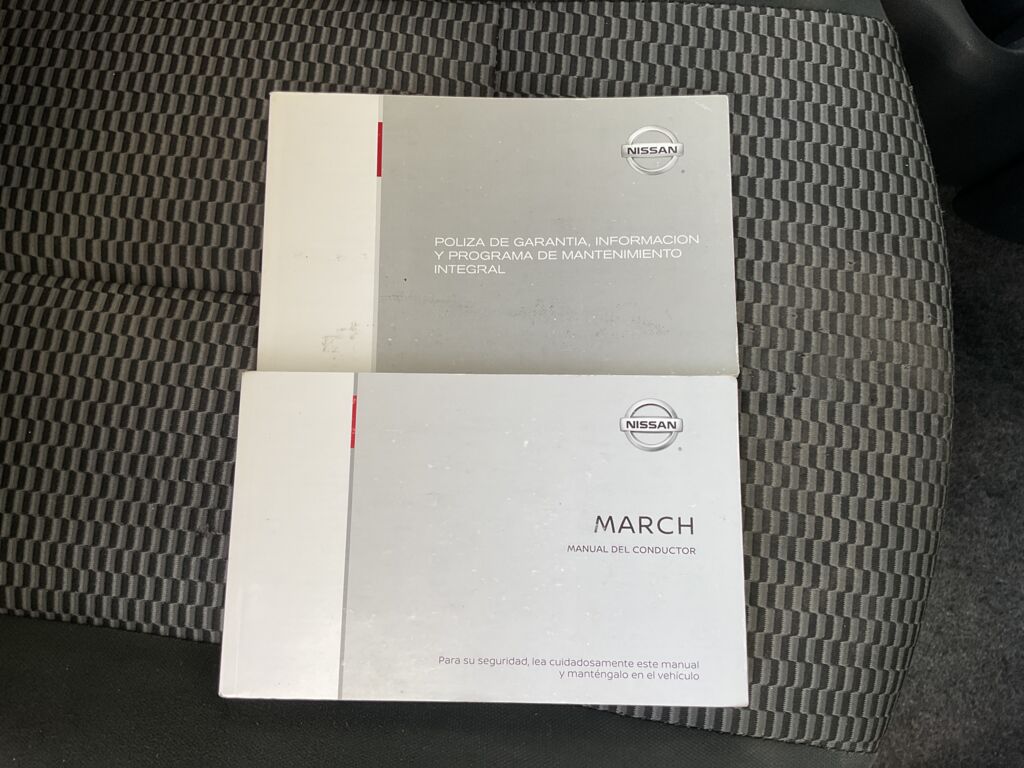 NISSAN
POLIZA DE GARANTIA, INFORMACION
Y PROGRAMA DE MANTENIMIENTO
INTEGRAL
NISSAN
MARCH
MANUAL DEL CONDUCTOR
Para su seguridad, lea cuidadosamente este manual
y manténgalo en el vehículo